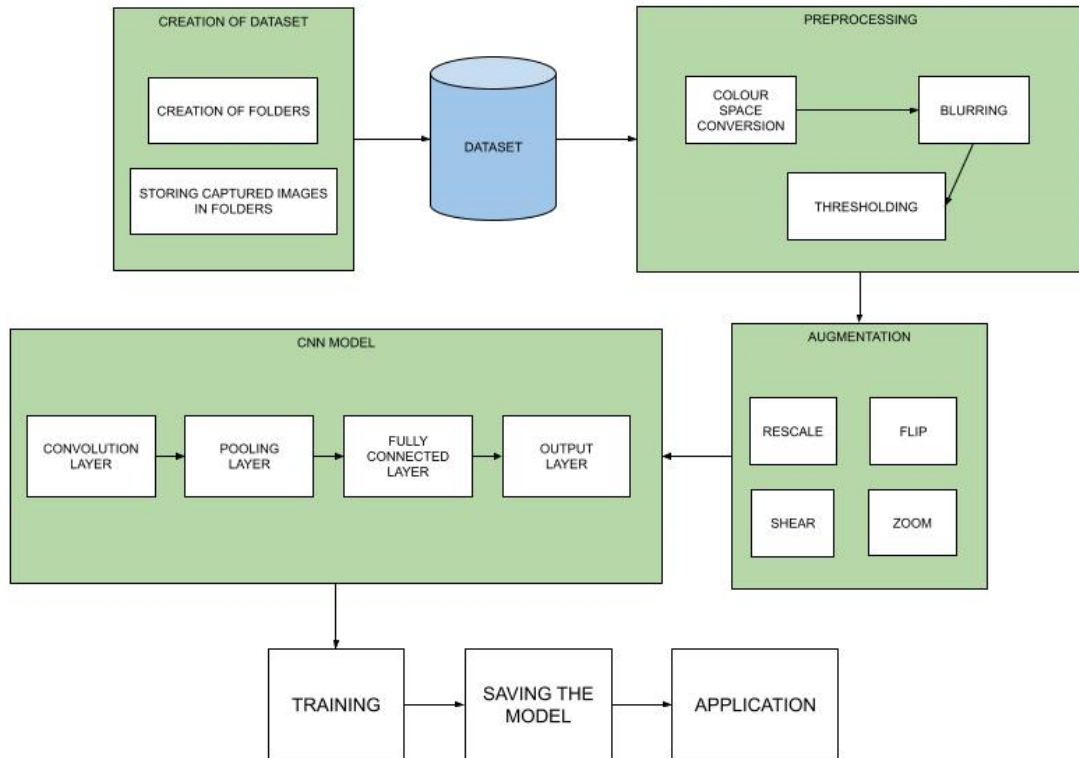 CREATION OF DATASET
CREATION OF FOLDERS
STORING CAPTURED IMAGES
IN FOLDERS
DATASET
PREPROCESSING
COLOUR
SPACE
CONVERSION
BLURRING
THRESHOLDING
AUGMENTATION
RESCALE
FLIP
SHEAR
ZOOM
CNN MODEL
CONVOLUTION
LAYER
POOLING
LAYER
FULLY
CONNECTED
LAYER
OUTPUT
LAYER
TRAINING
SAVING THE
MODEL
APPLICATION